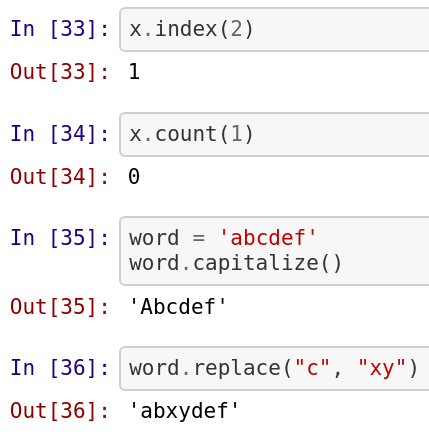 In [33]: x.index(2)
Out[33]: 1
In [34]: x.count(1)
Out[34]: 0
In [35]: word = 'abcdef'
word.capitalize()
Out[35]: 'Abcdef'
In [36]: word.replace("c", "xy")
Out[36]: 'abxydef'